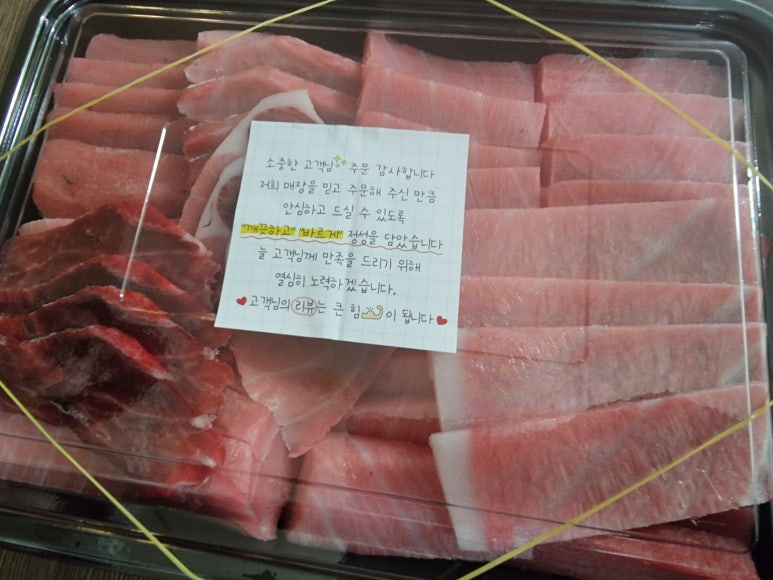 소중한 고객님✨ 주문 감사합니다
저희 매장을 믿고 주문해 주신 만큼
안심하고 드실 수 있도록
"깨끗하고" "바르게" 정성을 담았습니다
늘 고객님께 만족을 드리기 위해
열심히 노력하겠습니다.
❤고객님의 리뷰는 큰 힘💪이 됩니다❤